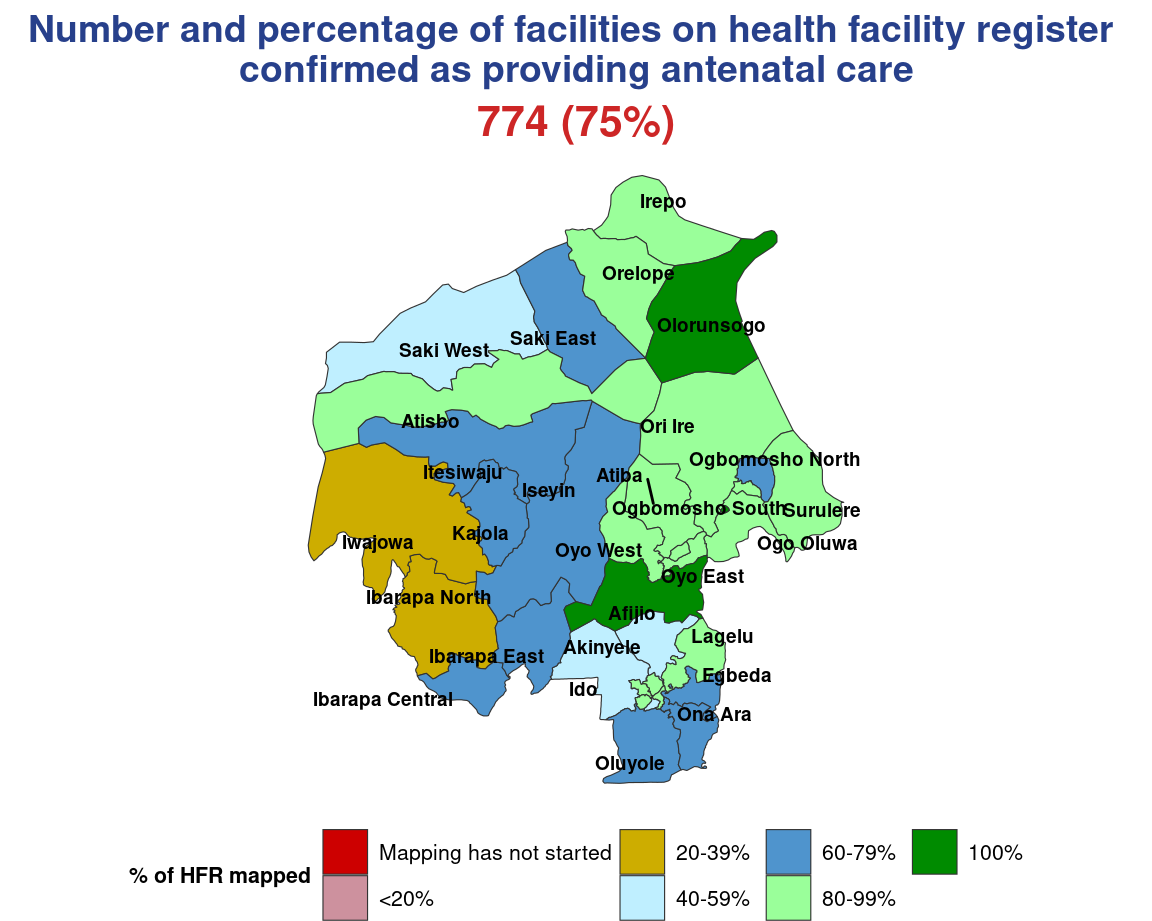 Number and percentage of facilities on health facility register
confirmed as providing antenatal care
774 (75%)
Irepo
Orelope
Olorunsogo
Saki East
Saki West
Atisbo
Ori Ire
Ogbomosho North
Itesiwaju
Atiba
Iseyin
Ogbomosho South
Surulere
Kajola
Iwajowa
Oyo West
Ogo Oluwa
Oyo East
Ibarapa North
Afijio
Lagelu
Akinyele
Ibarapa East
Egbeda
Ido
Ibarapa Central
Ona Ara
Oluyole
% of HFR mapped
Mapping has not started
<20%
20-39%
40-59%
60-79%
80-99%
100%